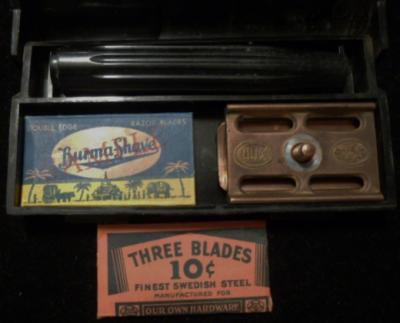 DOUBLE EDGE RAZOR BLADES
Burma-Shave
THREE BLADES
10¢
FINEST SWEDISH STEEL
MANUFACTURED FOR
OUR OWN HARDWARE